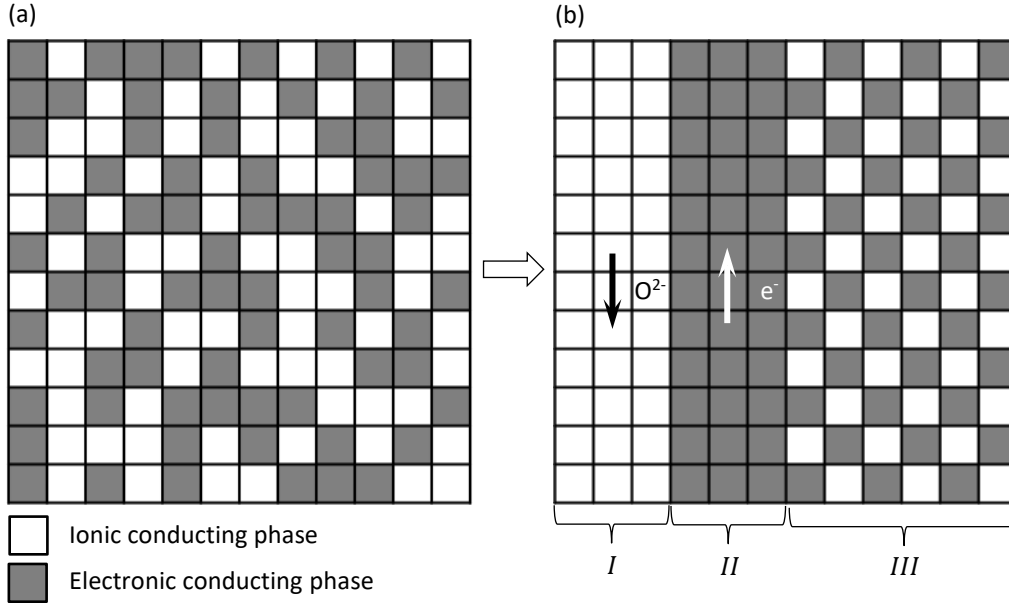 (a)
(b)
O²⁻
e⁻
I
II
III
Ionic conducting phase
Electronic conducting phase